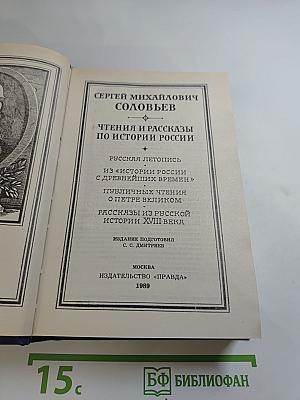 СЕРГЕЙ МИХАЙЛОВИЧ
СОЛОВЬЕВ
ЧТЕНИЯ И РАССКАЗЫ
ПО ИСТОРИИ РОССИИ
РУССКАЯ ЛЕТОПИСЬ
ИЗ «ИСТОРИИ РОССИИ
С ДРЕВНЕЙШИХ ВРЕМЕН»
ПУБЛИЧНЫЕ ЧТЕНИЯ
О ПЕТРЕ ВЕЛИКОМ
РАССКАЗЫ ИЗ РУССКОЙ
ИСТОРИИ XVIII ВЕКА
ИЗДАНИЕ ПОДГОТОВИЛ
С. С. ДМИТРИЕВ
МОСКВА
ИЗДАТЕЛЬСТВО «ПРАВДА»
1989
15с
БФ БИБЛИОФАН